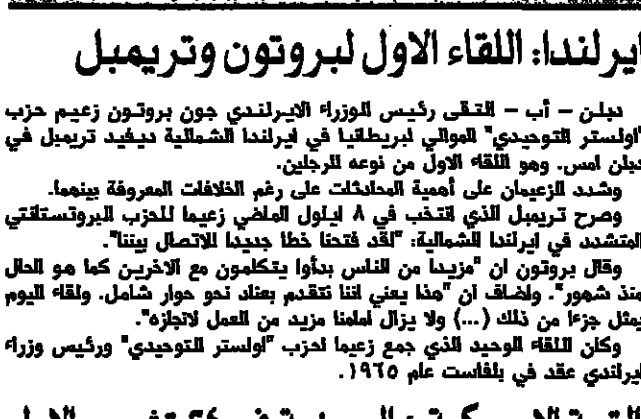 ايرلندا: اللقاء الاول لبروتون وتريمبل
دبلن – أب – التقى رئيس الوزراء الايرلندي جون بروتون زعيم حزب
"اولستر التوحيدي" الموالي لبريطانيا في ايرلندا الشمالية ديفيد تريمبل في
دبلن امس. وهو اللقاء الاول من نوعه للرجلين.
وشدد الزعيمان على أهمية المحادثات على رغم الخلافات المعروفة بينهما.
وصرح تريمبل الذي انتخب في ٨ ايلول الماضي زعيما للحزب البروتستانتي
المتشدد في ايرلندا الشمالية: "لقد فتحنا خطا جديدا للاتصال بيننا".
وقال بروتون ان "مزيدا من الناس بدأوا يتكلمون مع الاخرين كما هو الحال
منذ شهور". واضاف ان "هذا يعني اننا نتقدم بعناد نحو حوار شامل. ولقاء اليوم
يمثل جزءا من ذلك (...) ولا يزال امامنا مزيد من العمل لانجازه".
وكان اللقاء الوحيد الذي جمع زعيما لحزب "اولستر التوحيدي" ورئيس وزراء
ايرلندي عقد في بلفاست عام ١٩٦٥.